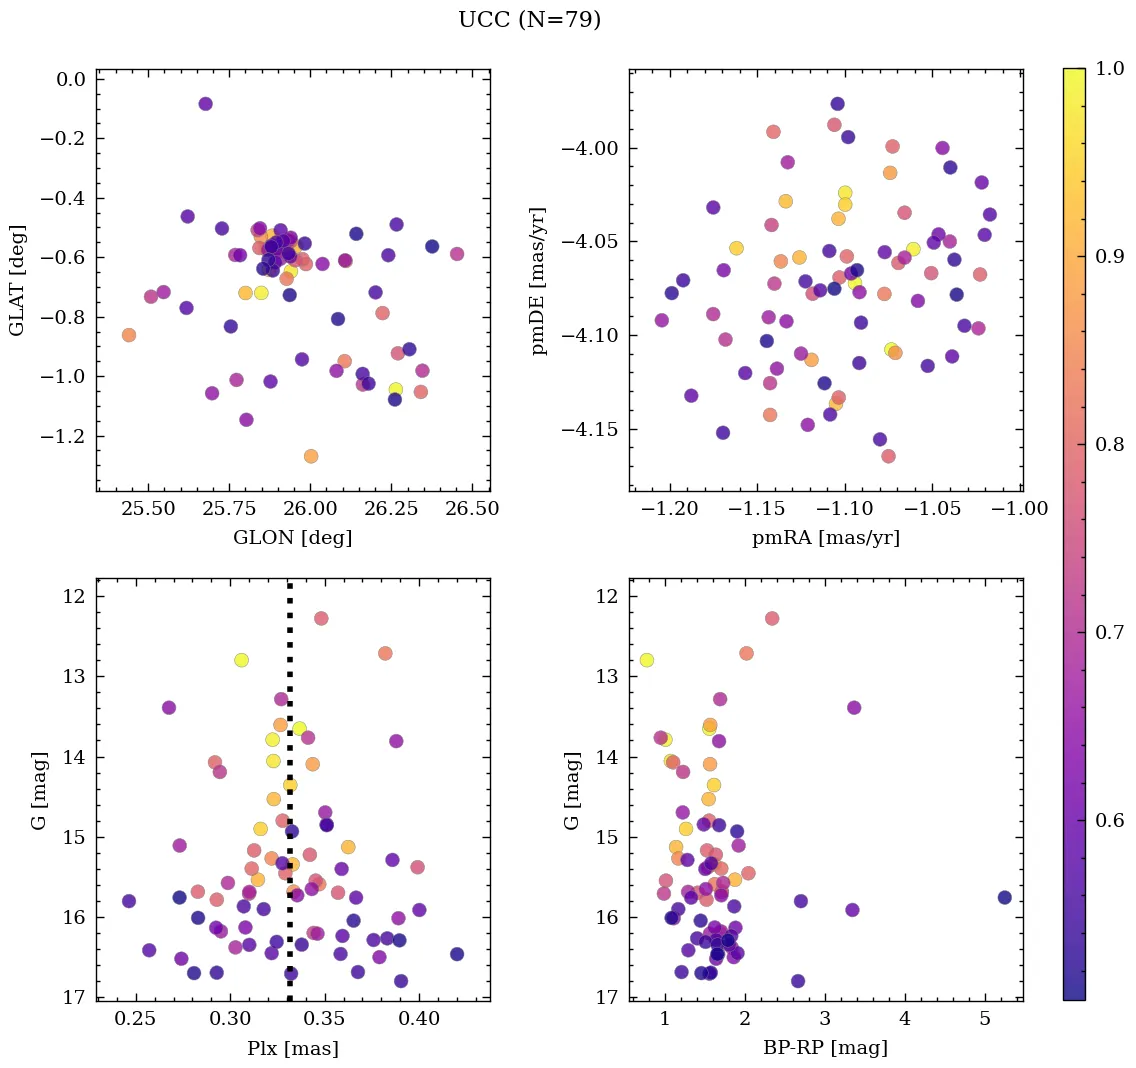 UCC (N=79)
0.0
−0.2
−0.4
−0.6
−0.8
−1.0
−1.2
GLAT [deg]
25.50 25.75 26.00 26.25 26.50
GLON [deg]
−4.00
−4.05
−4.10
−4.15
pmDE [mas/yr]
−1.20 −1.15 −1.10 −1.05 −1.00
pmRA [mas/yr]
12
13
14
15
16
17
G [mag]
0.25 0.30 0.35 0.40
Plx [mas]
12
13
14
15
16
17
G [mag]
1 2 3 4 5
BP-RP [mag]
1.0
0.9
0.8
0.7
0.6